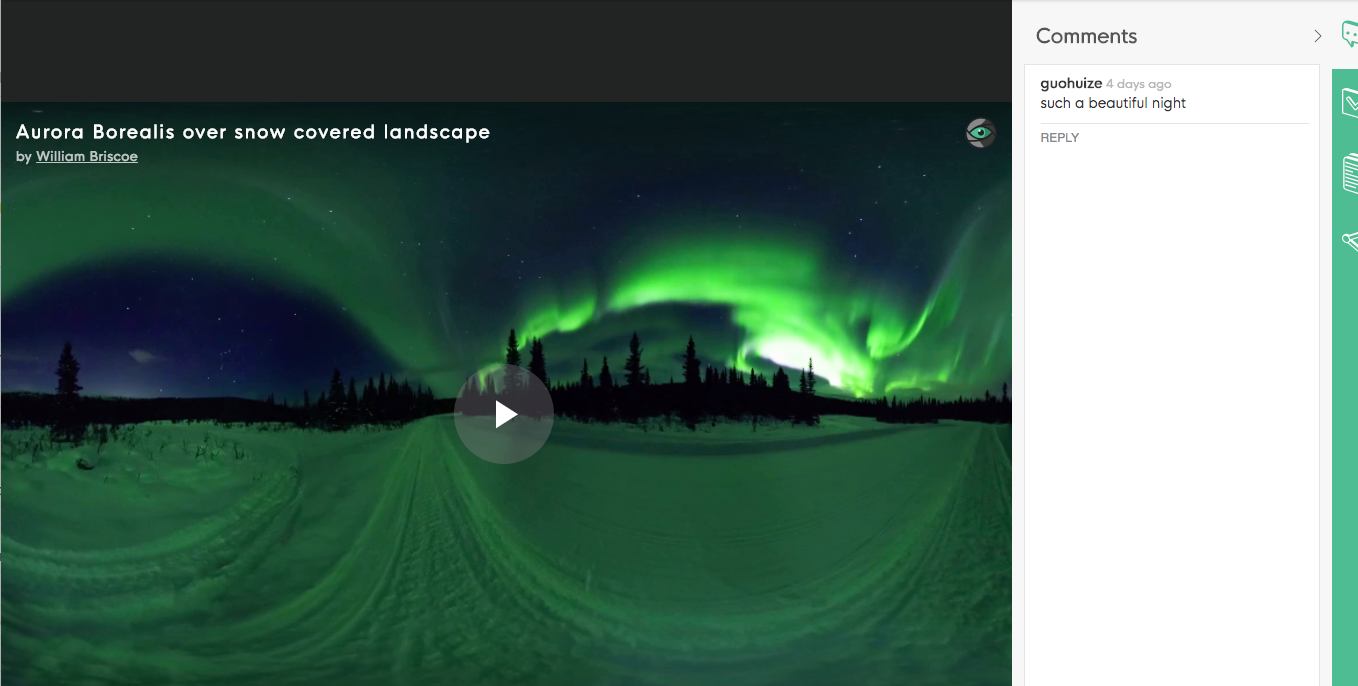 Aurora Borealis over snow covered landscape
by William Briscoe
Comments
guohuize 4 days ago
such a beautiful night
REPLY